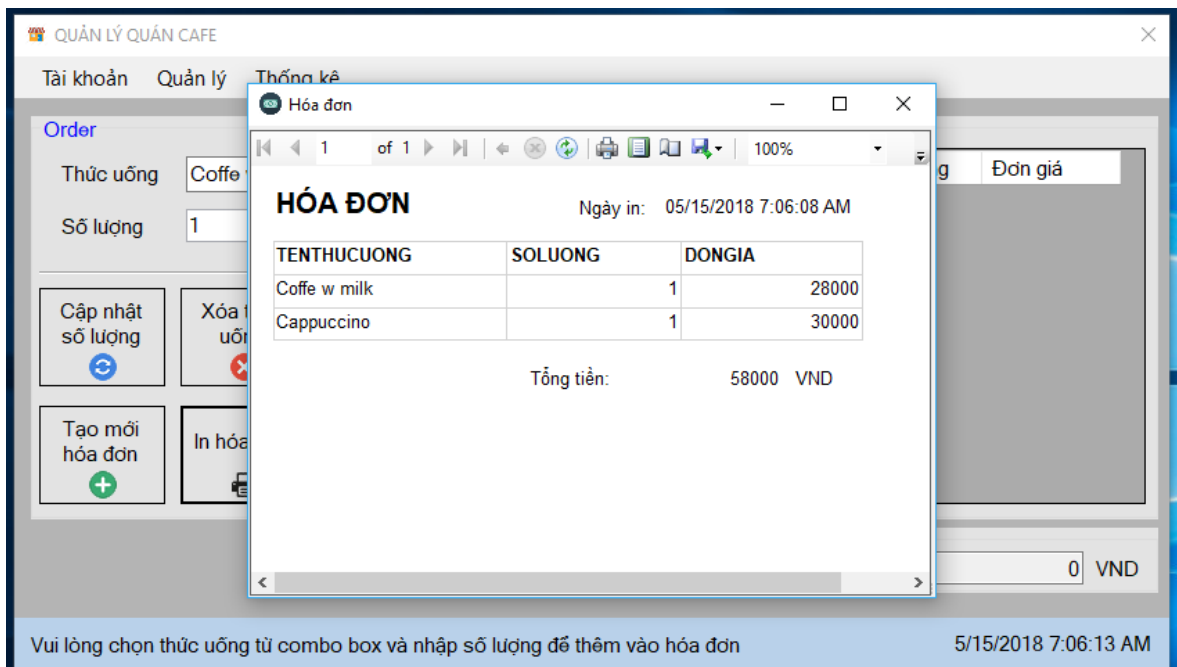 QUẢN LÝ QUÁN CAFE
Tài khoản Quản lý Thống kê
Hóa đơn
1 of 1 100%
Order
Thức uống Coffe
Số lượng 1
Đơn giá
HÓA ĐƠN Ngày in: 05/15/2018 7:06:08 AM
TENTHUCUONG SOLUONG DONGIA
Coffe w milk 1 28000
Cappuccino 1 30000
Tổng tiền: 58000 VND
Cập nhật
số lượng
Xóa
Tạo mới
hóa đơn
In hóa
0 VND
Vui lòng chọn thức uống từ combo box và nhập số lượng để thêm vào hóa đơn 5/15/2018 7:06:13 AM